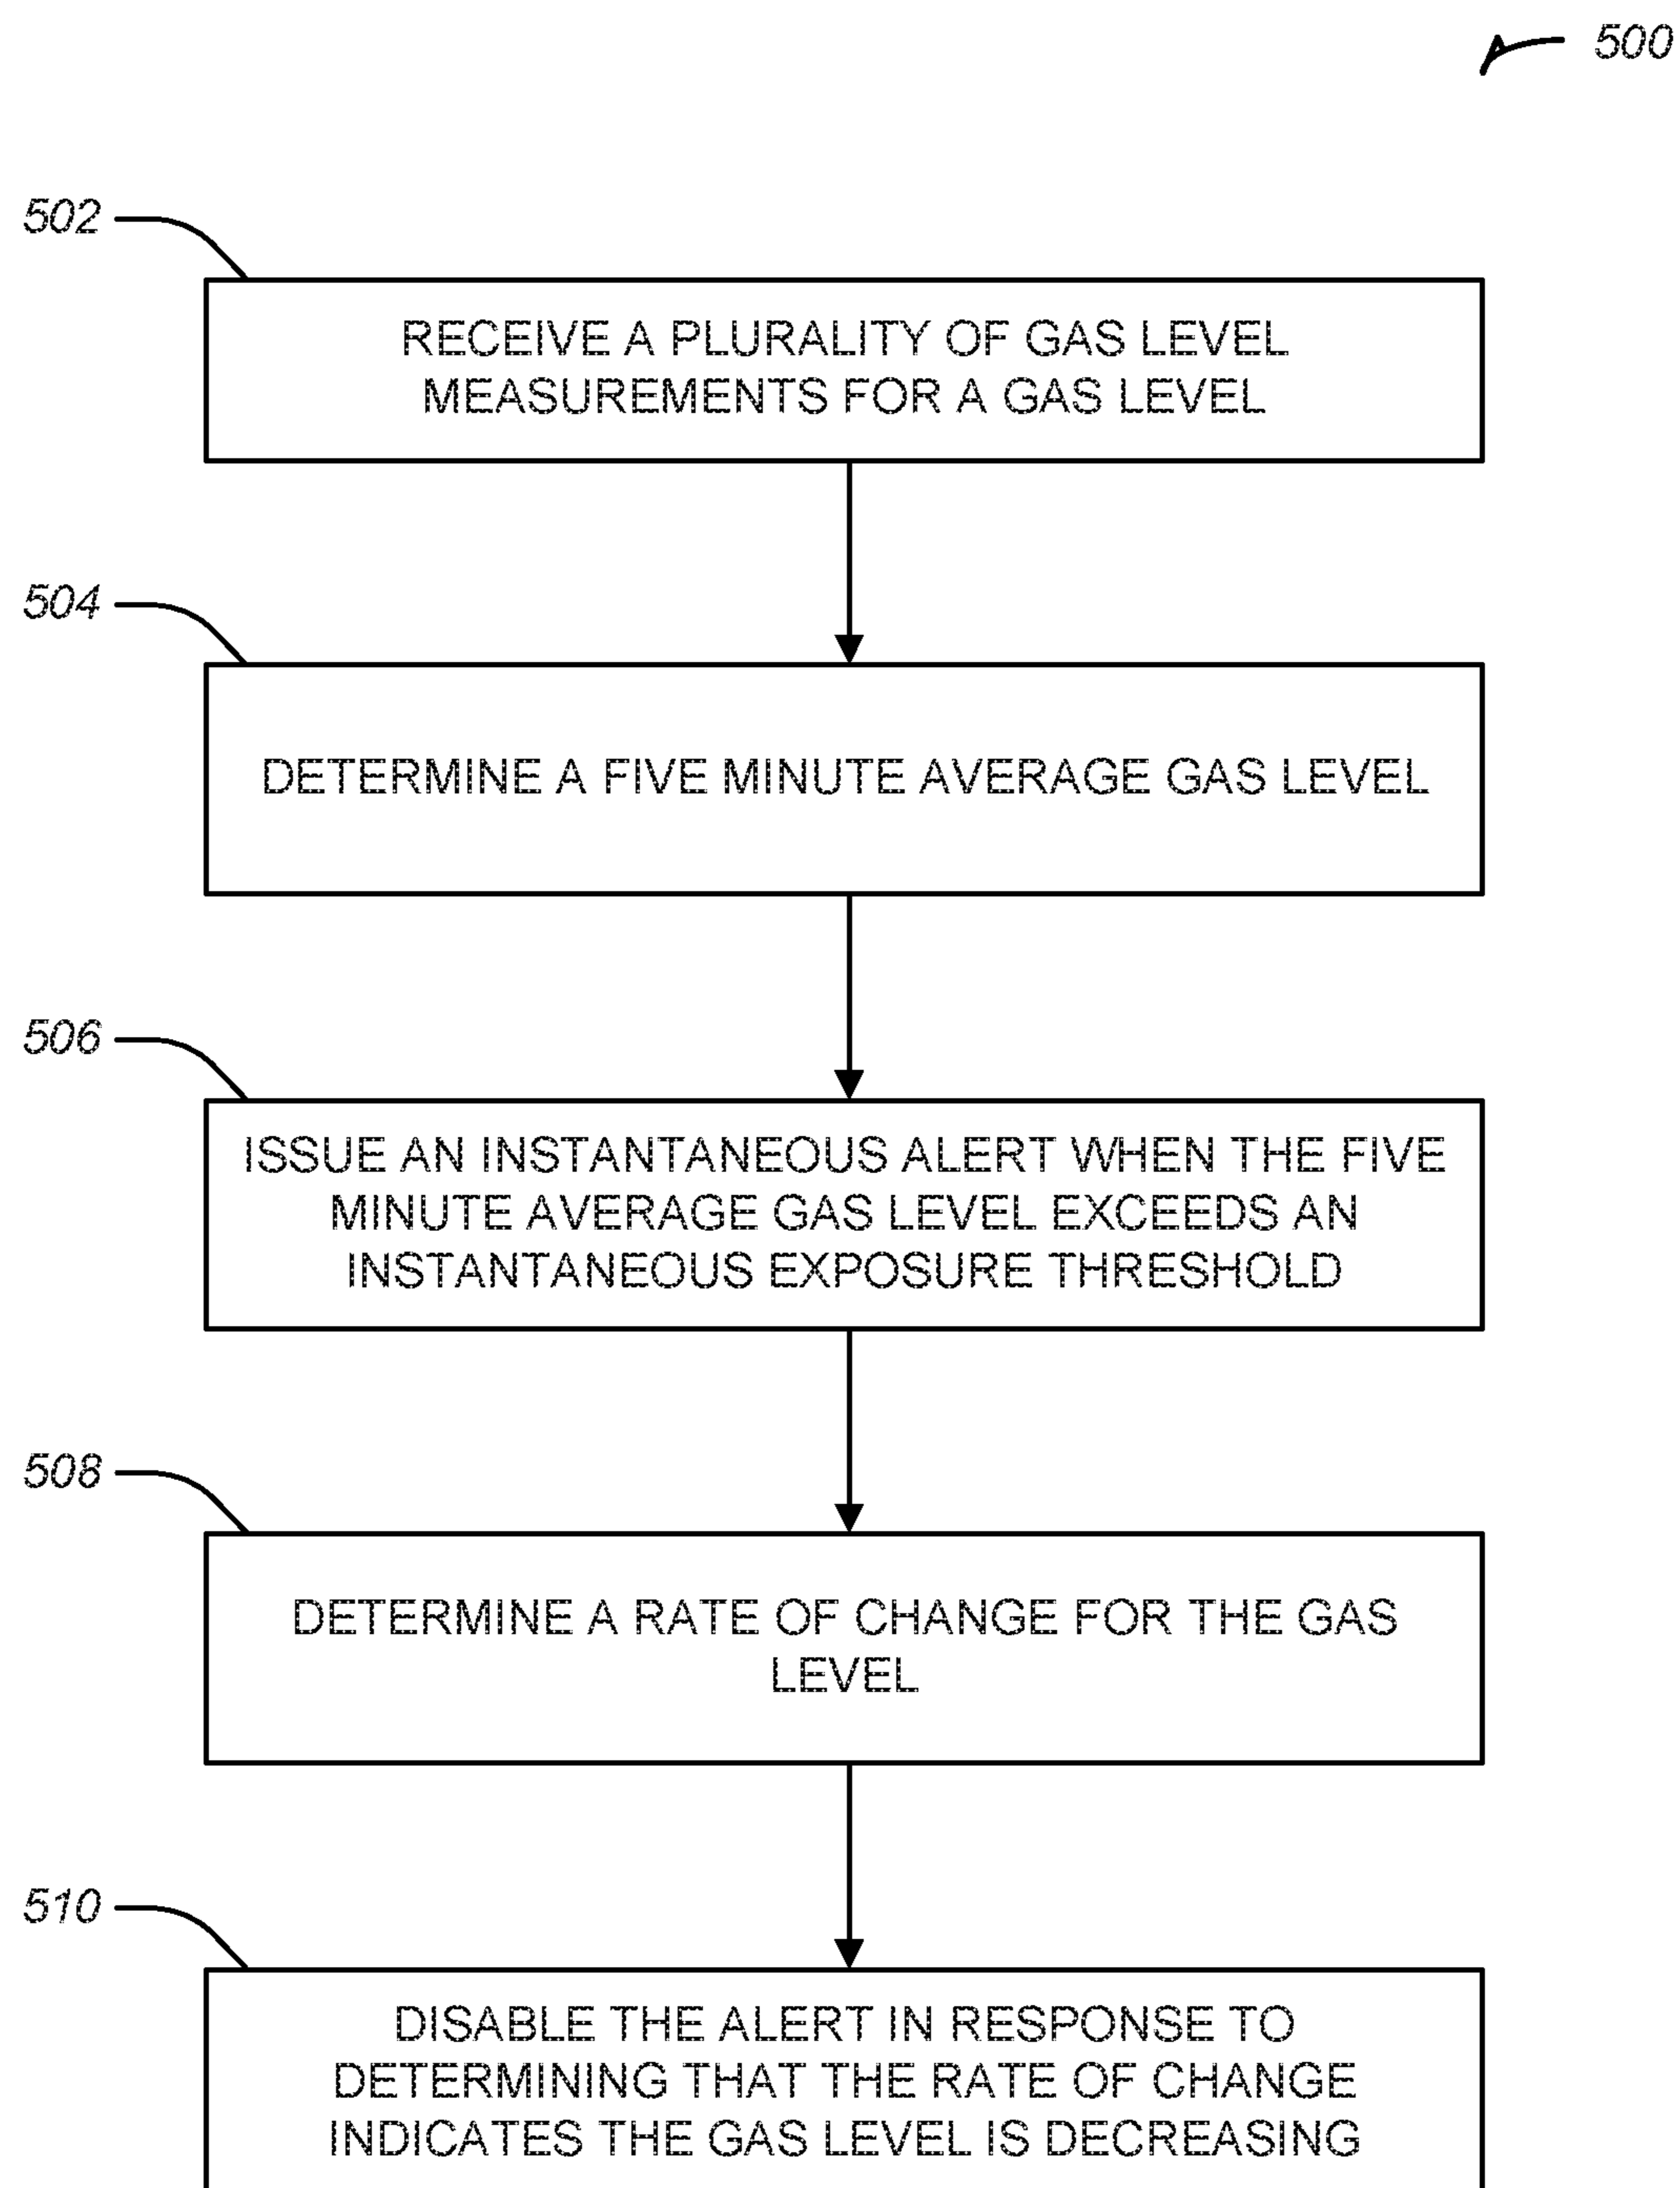 500
502
RECEIVE A PLURALITY OF GAS LEVEL
MEASUREMENTS FOR A GAS LEVEL
504
DETERMINE A FIVE MINUTE AVERAGE GAS LEVEL
506
ISSUE AN INSTANTANEOUS ALERT WHEN THE FIVE
MINUTE AVERAGE GAS LEVEL EXCEEDS AN
INSTANTANEOUS EXPOSURE THRESHOLD
508
DETERMINE A RATE OF CHANGE FOR THE GAS
LEVEL
510
DISABLE THE ALERT IN RESPONSE TO
DETERMINING THAT THE RATE OF CHANGE
INDICATES THE GAS LEVEL IS DECREASING